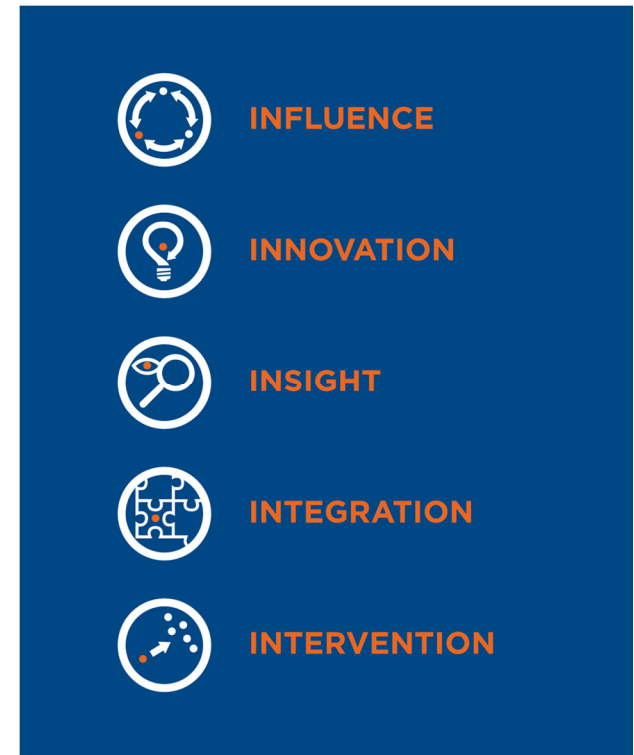 INFLUENCE
INNOVATION
INSIGHT
INTEGRATION
INTERVENTION